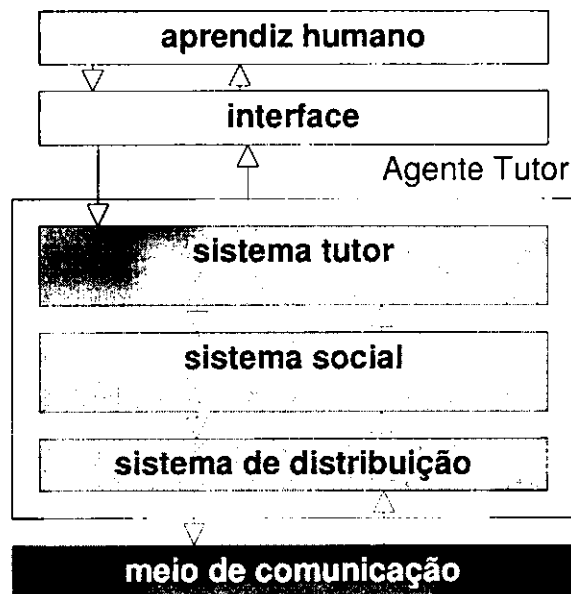 aprendiz humano
interface
Agente Tutor
sistema tutor
sistema social
sistema de distribuição
meio de comunicação